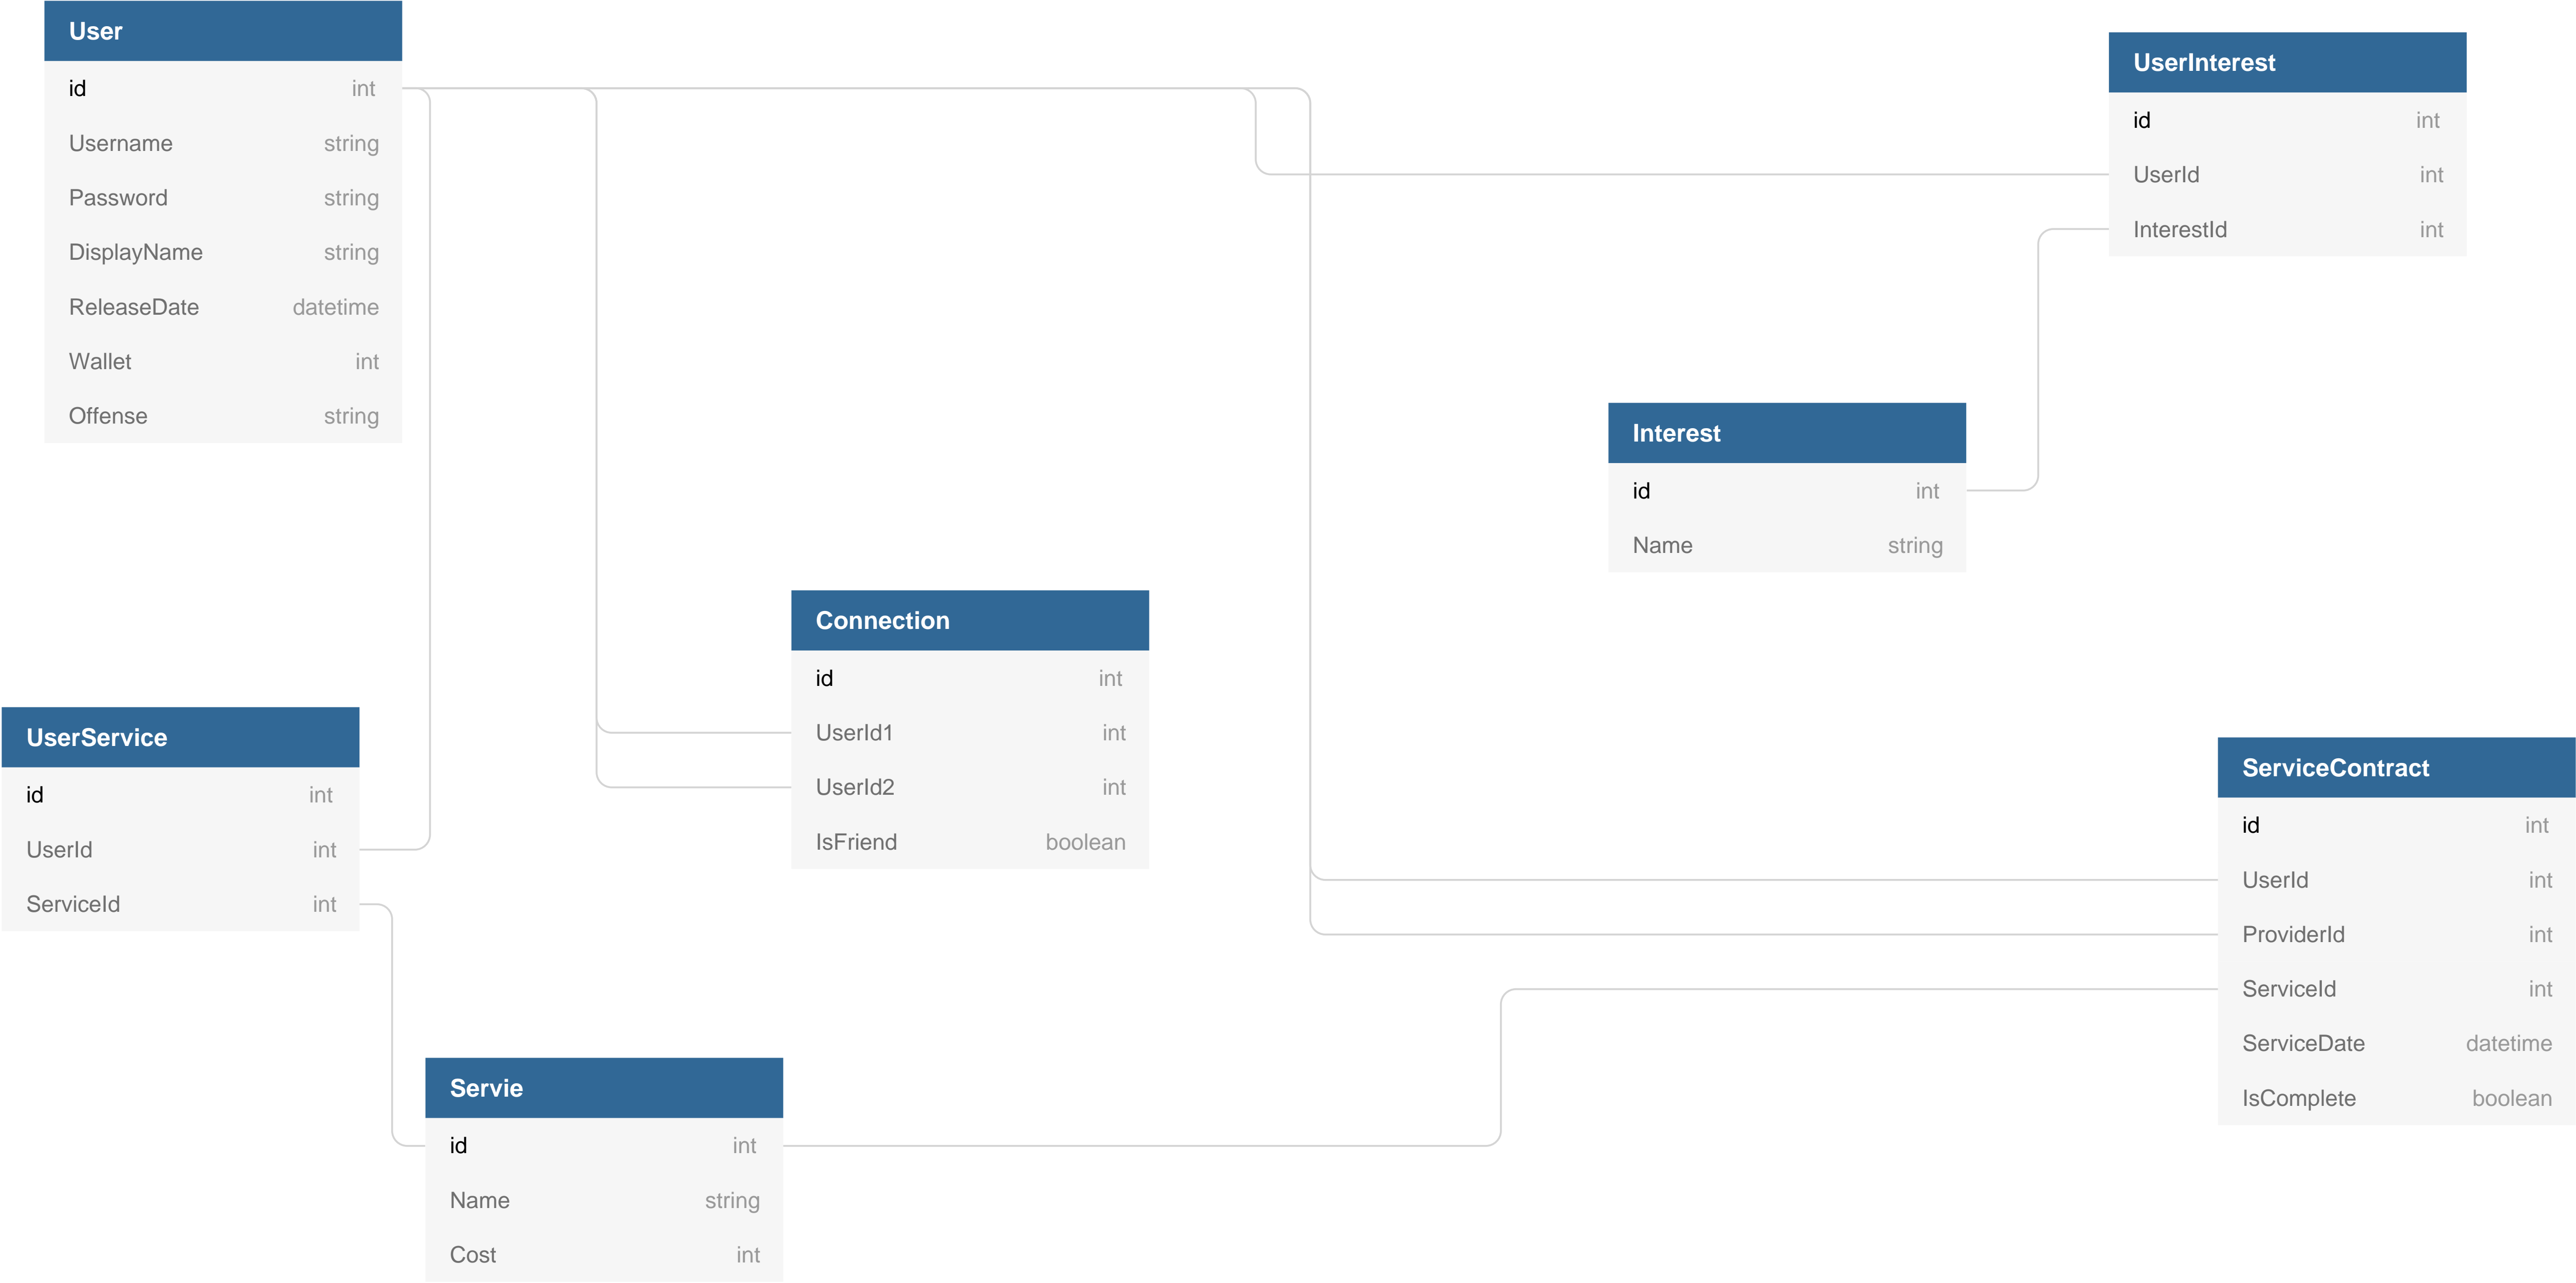 User
id int
Username string
Password string
DisplayName string
ReleaseDate datetime
Wallet int
Offense string
UserInterest
id int
UserId int
InterestId int
Interest
id int
Name string
Connection
id int
UserId1 int
UserId2 int
IsFriend boolean
UserService
id int
UserId int
ServiceId int
ServiceContract
id int
UserId int
ProviderId int
ServiceId int
ServiceDate datetime
IsComplete boolean
Servie
id int
Name string
Cost int